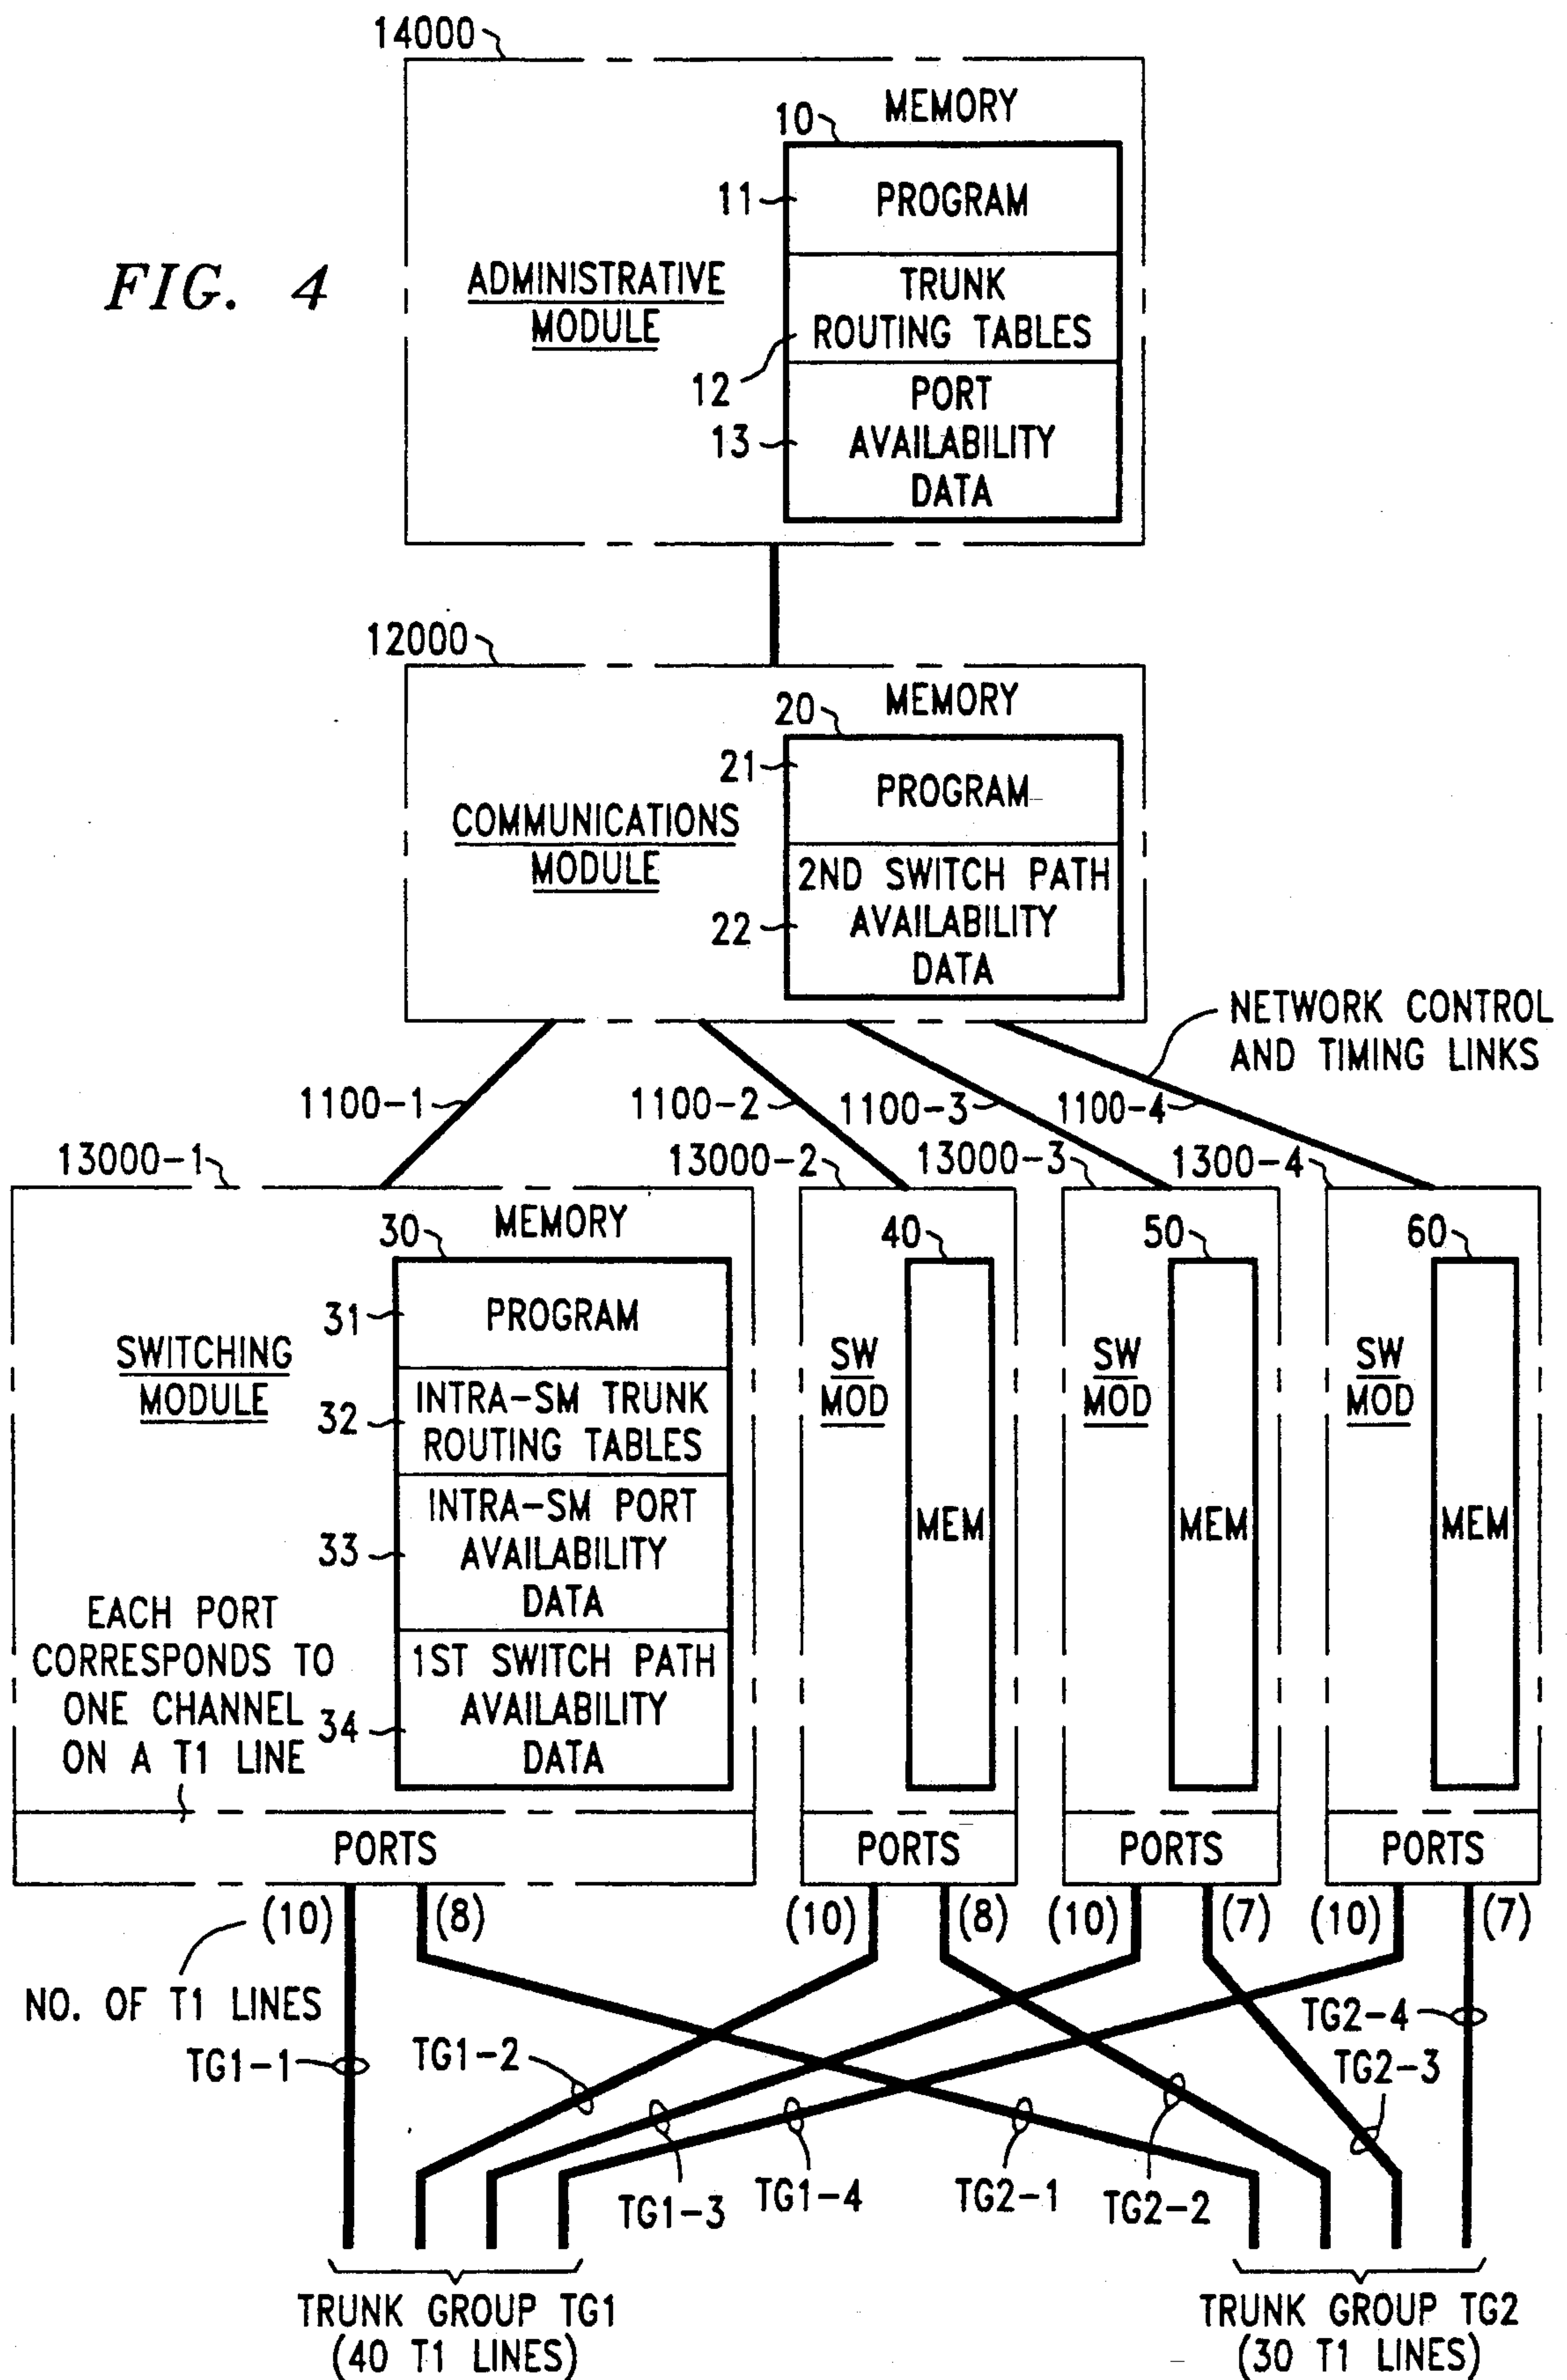 14000
MEMORY
10
11
PROGRAM
FIG. 4
ADMINISTRATIVE
MODULE
TRUNK
ROUTING TABLES
12
PORT
AVAILABILITY
DATA
13
12000
MEMORY
20
21
PROGRAM
COMMUNICATIONS
MODULE
2ND SWITCH PATH
AVAILABILITY
DATA
22
NETWORK CONTROL
AND TIMING LINKS
1100-1
1100-2
1100-3
1100-4
13000-1
13000-2
13000-3
1300-4
MEMORY
30
31
PROGRAM
SWITCHING
MODULE
32
INTRA-SM TRUNK
ROUTING TABLES
33
INTRA-SM PORT
AVAILABILITY
DATA
34
1ST SWITCH PATH
AVAILABILITY
DATA
EACH PORT
CORRESPONDS TO
ONE CHANNEL
ON A T1 LINE
40
SW
MOD
MEM
50
SW
MOD
MEM
60
SW
MOD
MEM
PORTS
PORTS
PORTS
PORTS
(10)
(8)
(10)
(8)
(10)
(7)
(10)
(7)
NO. OF T1 LINES
TG1-1
TG1-2
TG1-3
TG1-4
TG2-1
TG2-2
TG2-3
TG2-4
TRUNK GROUP TG1
(40 T1 LINES)
TRUNK GROUP TG2
(30 T1 LINES)